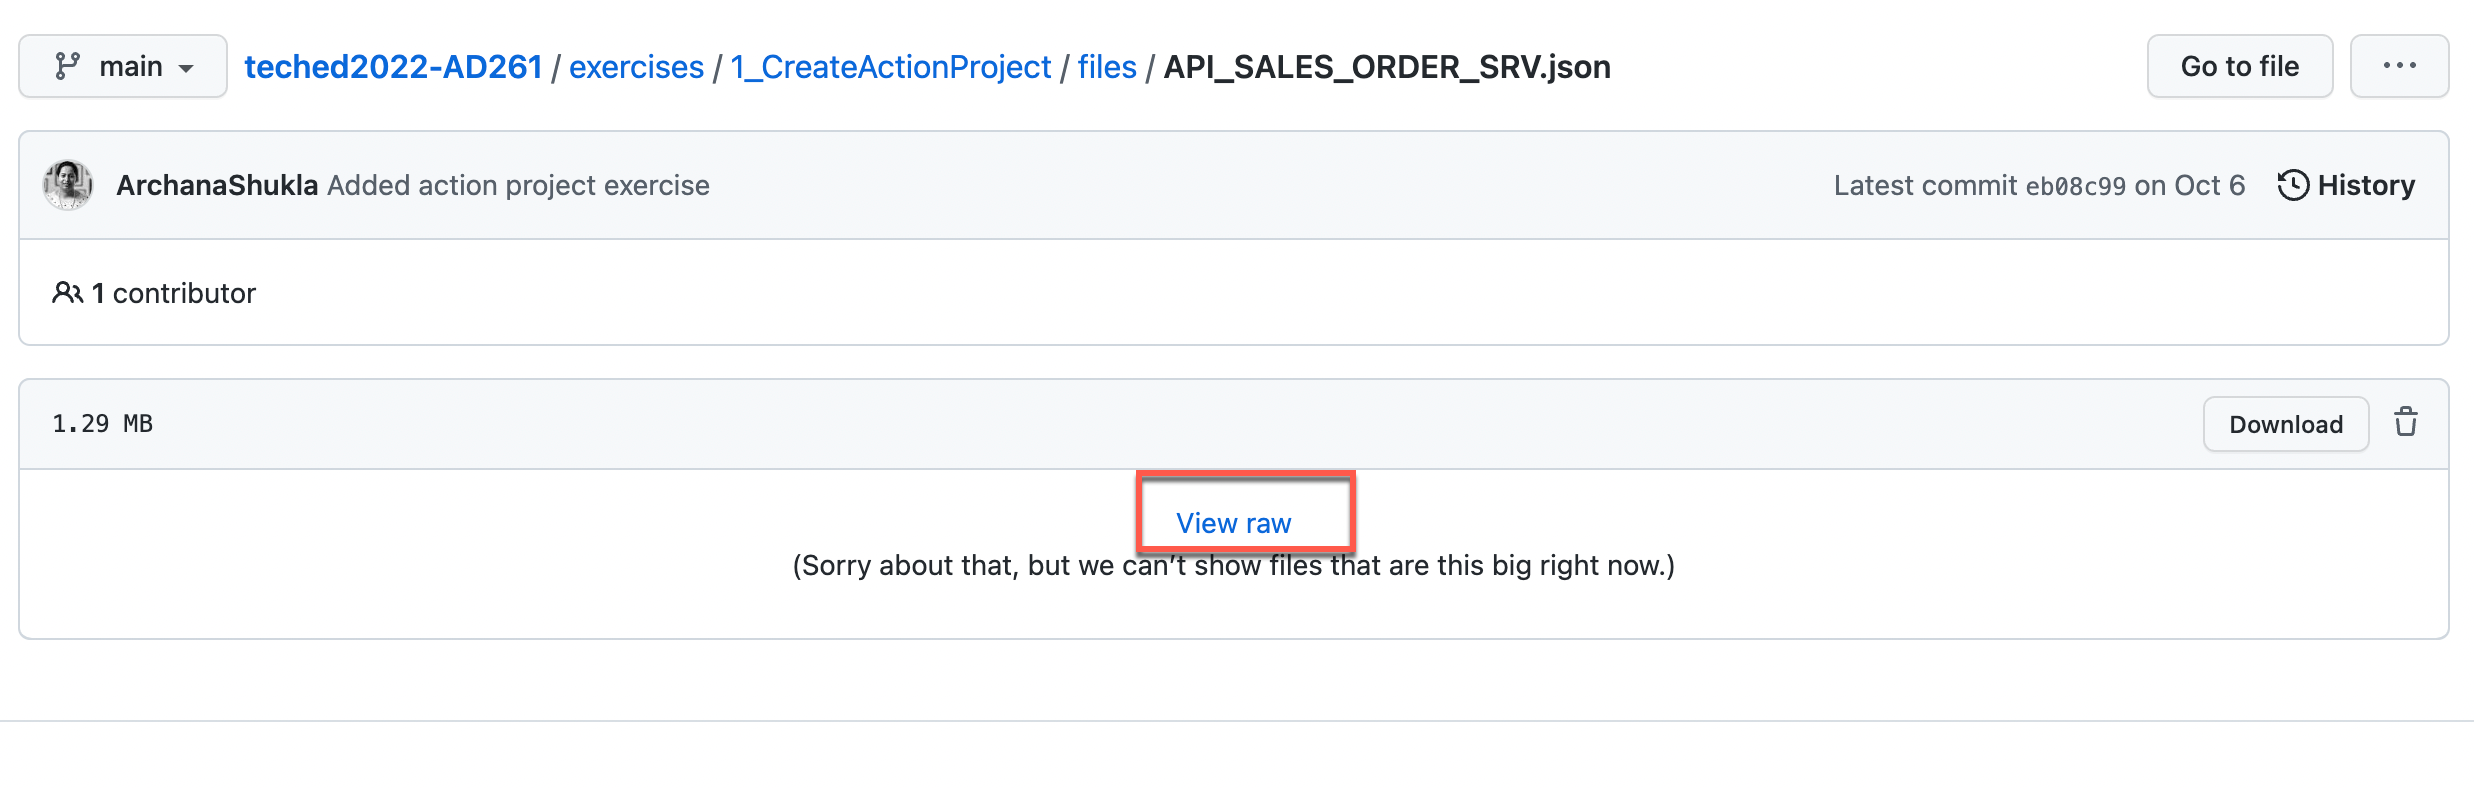 main teched2022-AD261 / exercises / 1_CreateActionProject / files / API_SALES_ORDER_SRV.json Go to file ...
ArchanaShukla Added action project exercise Latest commit eb08c99 on Oct 6 History
1 contributor
1.29 MB Download
View raw
(Sorry about that, but we can’t show files that are this big right now.)